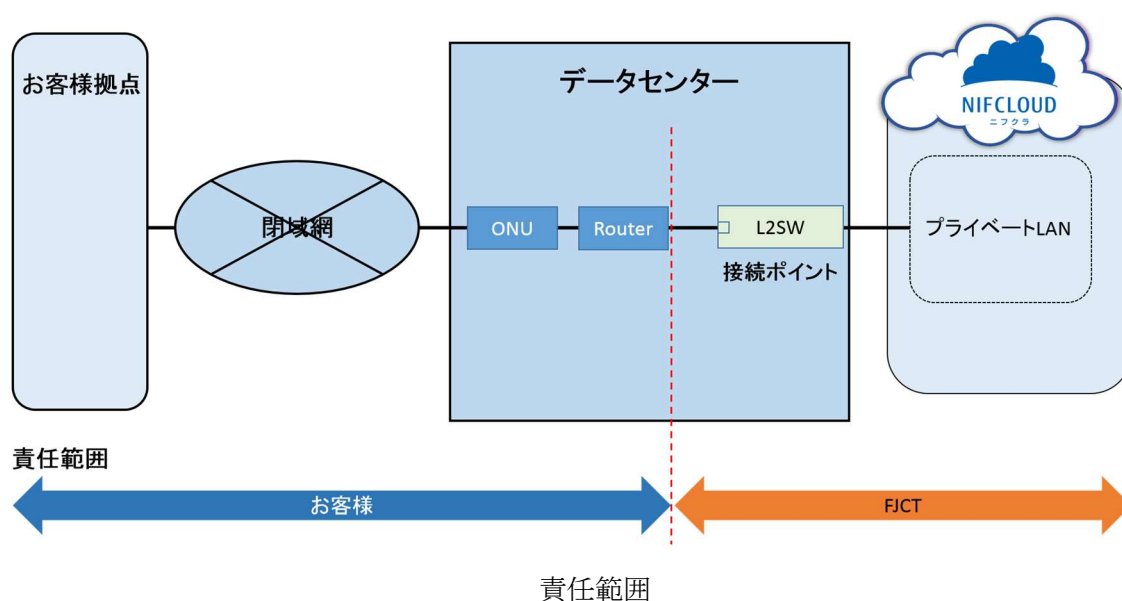 お客様拠点
閉域網
データセンター
ONU
Router
L2SW
接続ポイント
NIFCLOUD
ニフクラ
プライベートLAN
責任範囲
お客様
FJCT
責任範囲